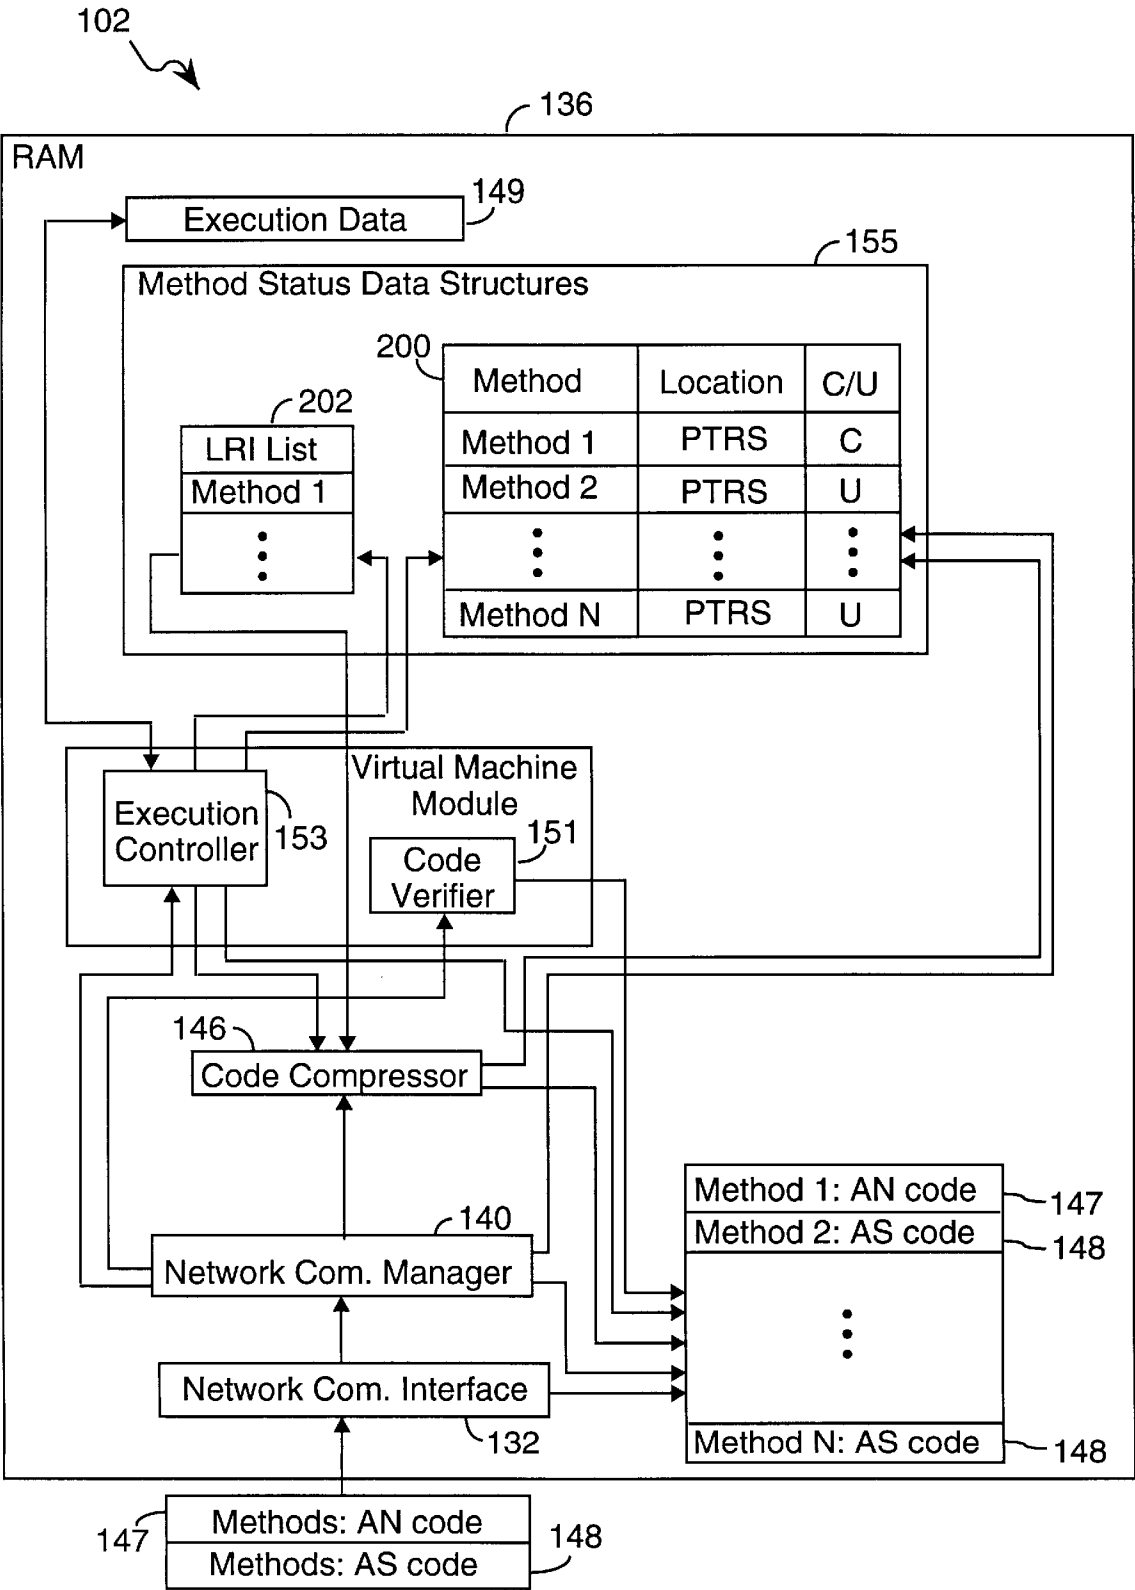 102
136
RAM
149
Execution Data
155
Method Status Data Structures
200
Method Location C/U
Method 1 PTRS C
Method 2 PTRS U
Method N PTRS U
202
LRI List
Method 1
Virtual Machine
Module
Execution
Controller
153
151
Code
Verifier
146
Code Compressor
140
Network Com. Manager
Network Com. Interface
132
Method 1: AN code
147
Method 2: AS code
148
Method N: AS code
148
147
Methods: AN code
148
Methods: AS code